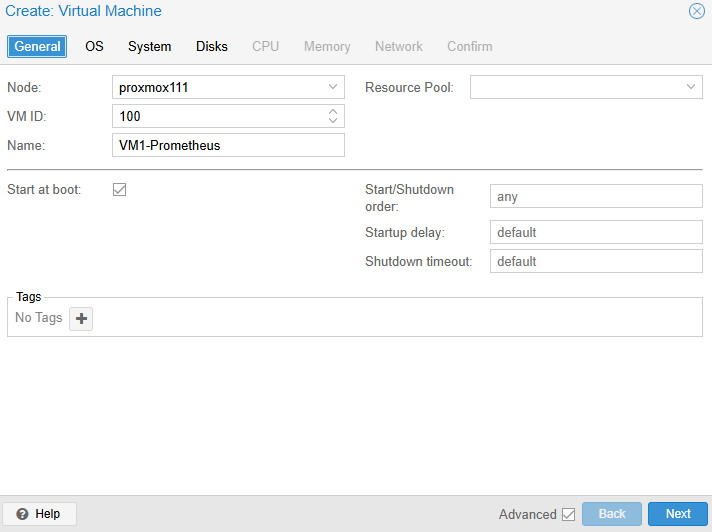 Create: Virtual Machine
General OS System Disks CPU Memory Network Confirm
Node: proxmox111 Resource Pool:
VM ID: 100
Name: VM1-Prometheus
Start at boot: Start/Shutdown
order: any
Startup delay: default
Shutdown timeout: default
Tags
No Tags
Help Advanced Back Next